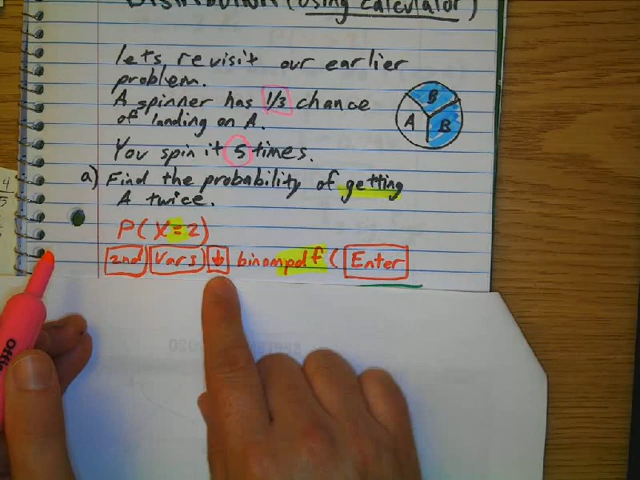 Distribution (using calculator)
lets revisit our earlier
problem.
A spinner has 1/3 chance
of landing on A.
You spin it 5 times.
B
A
B
a) Find the probability of getting
A twice.
P(X=2)
2nd Vars ↓ binompdf( Enter